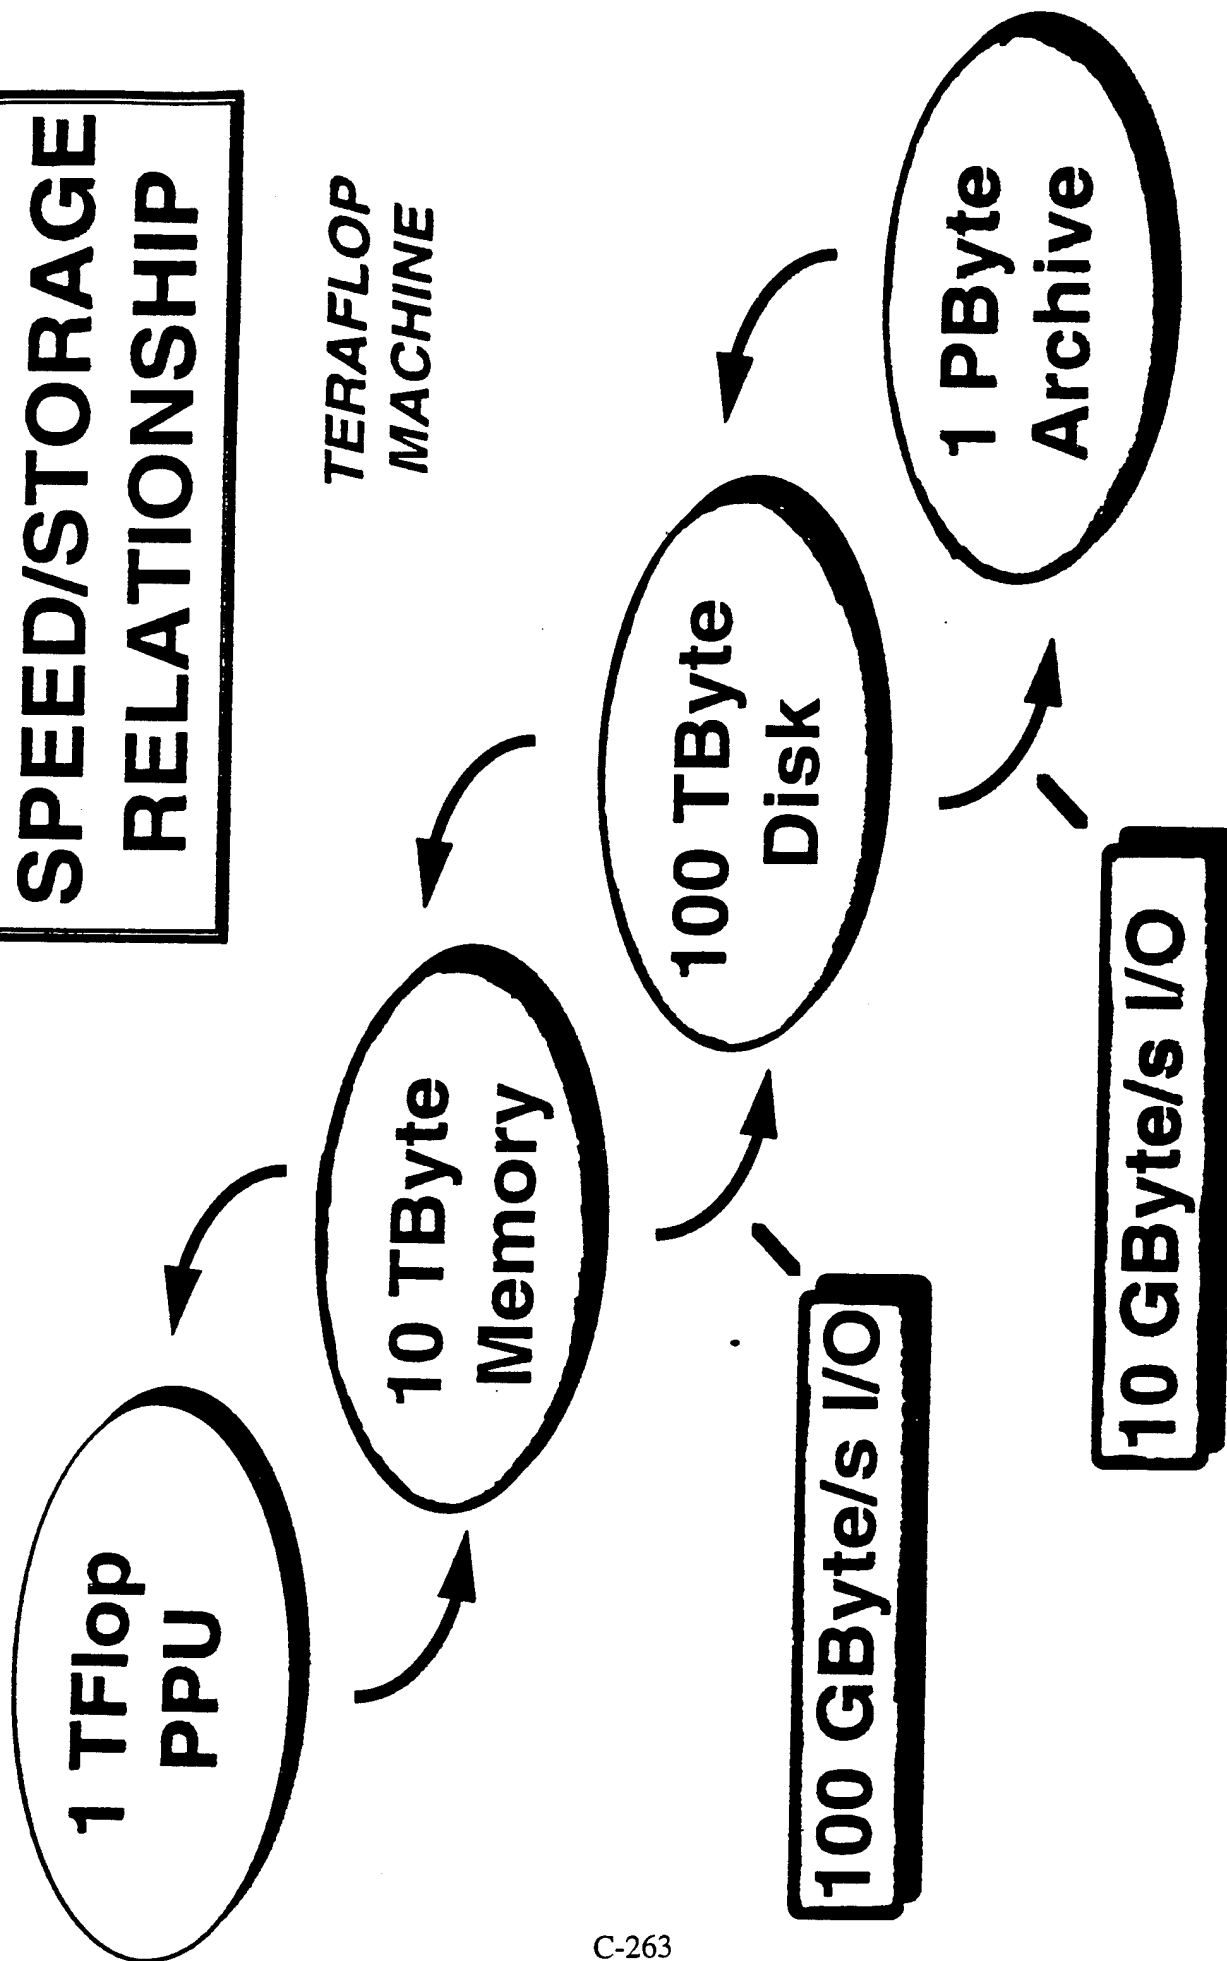 SPEED/STORAGE
RELATIONSHIP
TERAFLOP
MACHINE
1 TFlop
PPU
10 TByte
Memory
100 TByte
Disk
1 PByte
Archive
100 GByte/s I/O
10 GByte/s I/O
C-263